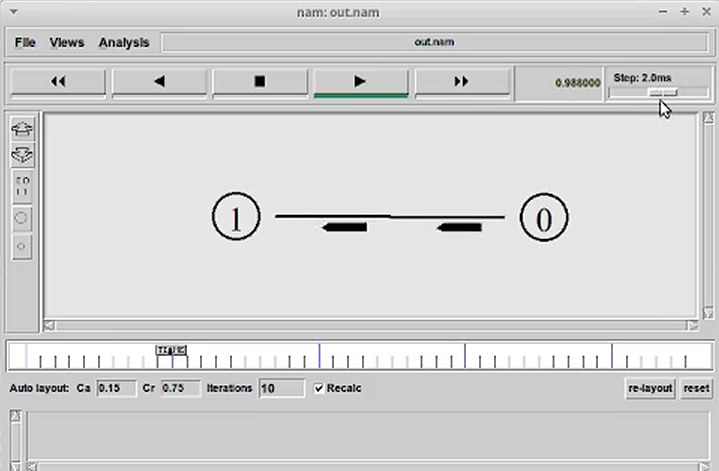 nam: out.nam
File Views Analysis out.nam
0.988000 Step: 2.0ms
1 0
TIME
Auto layout: Ca 0.15 Cr 0.75 Iterations 10 Recalc re-layout reset